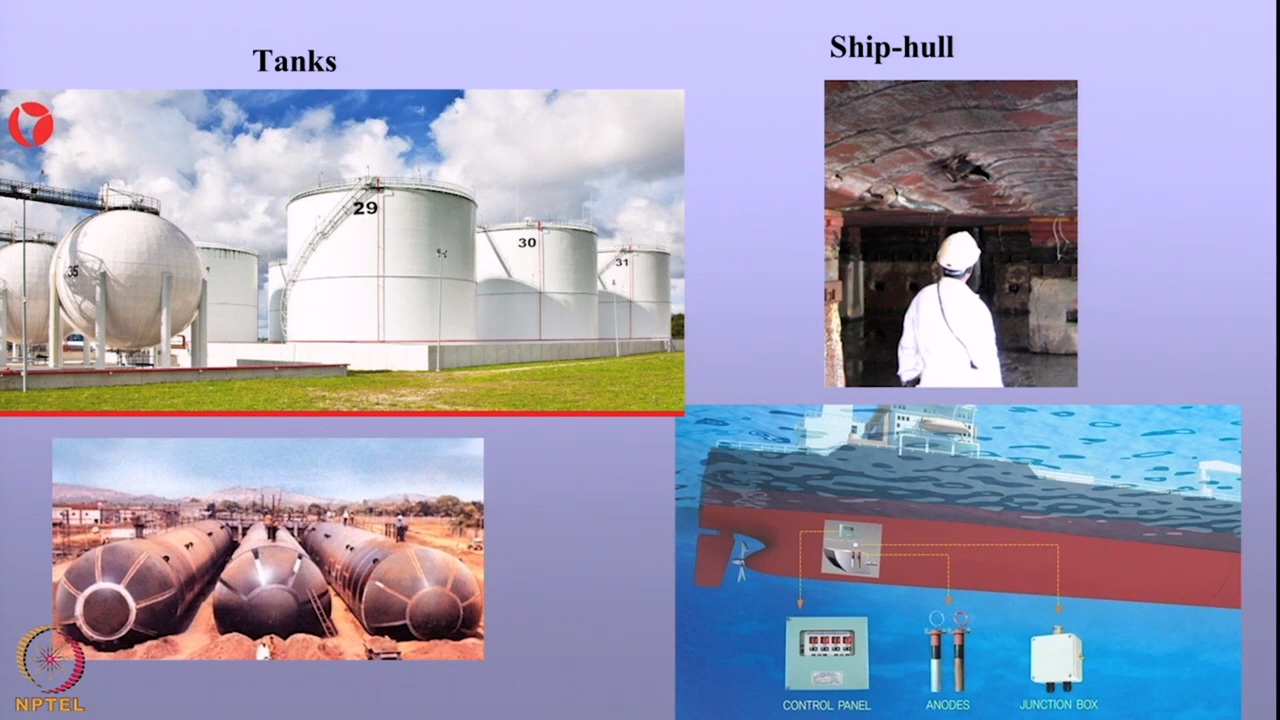 Tanks
Ship-hull
29
30
31
35
CONTROL PANEL
ANODES
JUNCTION BOX
NPTEL